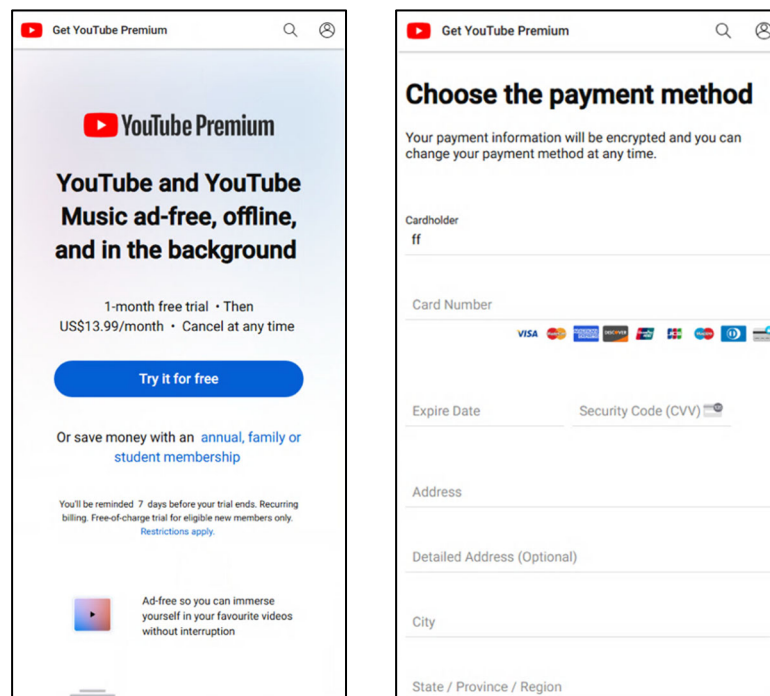 Get YouTube Premium
YouTube Premium
YouTube and YouTube
Music ad-free, offline,
and in the background
1-month free trial • Then
US$13.99/month • Cancel at any time
Try it for free
Or save money with an annual, family or
student membership
You'll be reminded 7 days before your trial ends. Recurring
billing. Free-of-charge trial for eligible new members only.
Restrictions apply.
Ad-free so you can immerse
yourself in your favourite videos
without interruption
Get YouTube Premium
Choose the payment method
Your payment information will be encrypted and you can
change your payment method at any time.
Cardholder
ff
Card Number
VISA DISCOVER
Expire Date Security Code (CVV)
Address
Detailed Address (Optional)
City
State / Province / Region